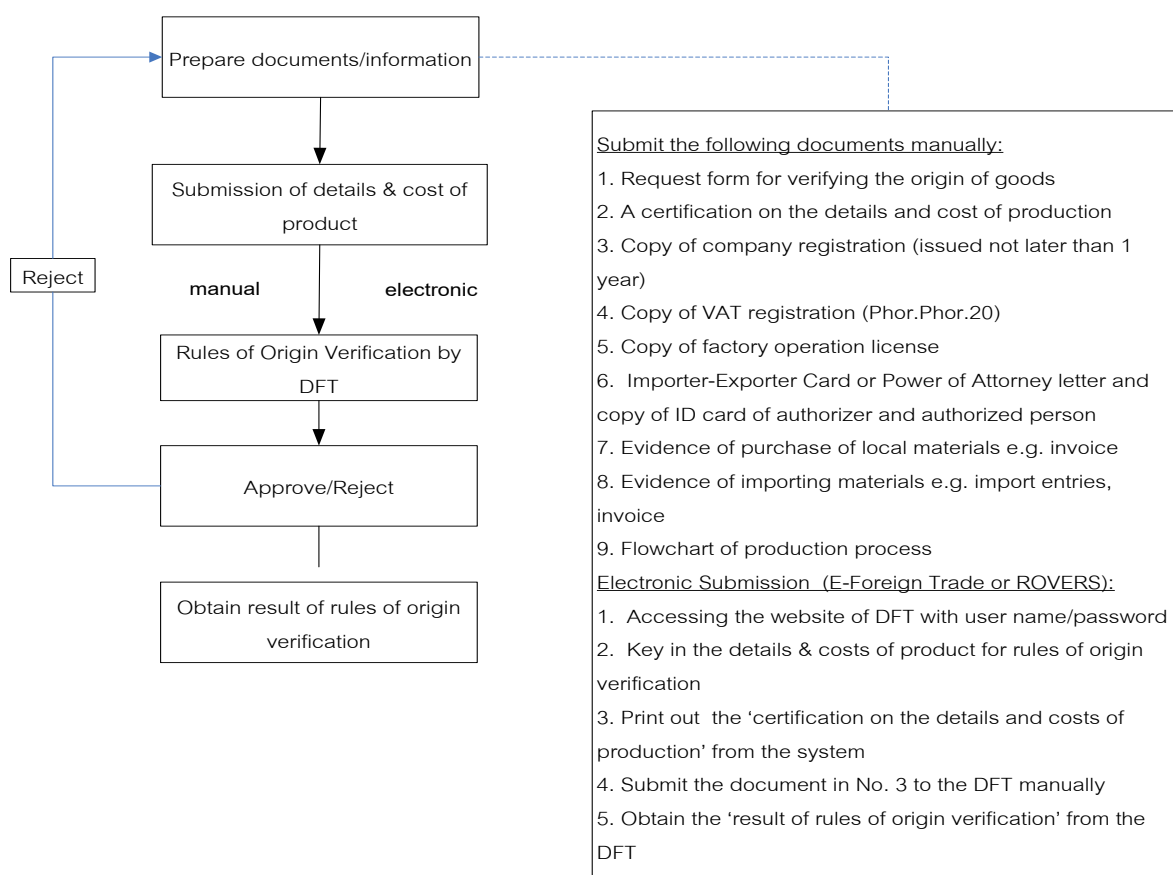 Prepare documents/information
Submission of details & cost of
product
Reject
manual
electronic
Rules of Origin Verification by
DFT
Approve/Reject
Obtain result of rules of origin
verification
Submit the following documents manually:
1. Request form for verifying the origin of goods
2. A certification on the details and cost of production
3. Copy of company registration (issued not later than 1
year)
4. Copy of VAT registration (Phor.Phor.20)
5. Copy of factory operation license
6.  Importer-Exporter Card or Power of Attorney letter and
copy of ID card of authorizer and authorized person
7. Evidence of purchase of local materials e.g. invoice
8. Evidence of importing materials e.g. import entries,
invoice
9. Flowchart of production process
Electronic Submission  (E-Foreign Trade or ROVERS):
1.  Accessing the website of DFT with user name/password
2.  Key in the details & costs of product for rules of origin
verification
3. Print out  the ‘certification on the details and costs of
production’ from the system
4. Submit the document in No. 3 to the DFT manually
5. Obtain the ‘result of rules of origin verification’ from the
DFT